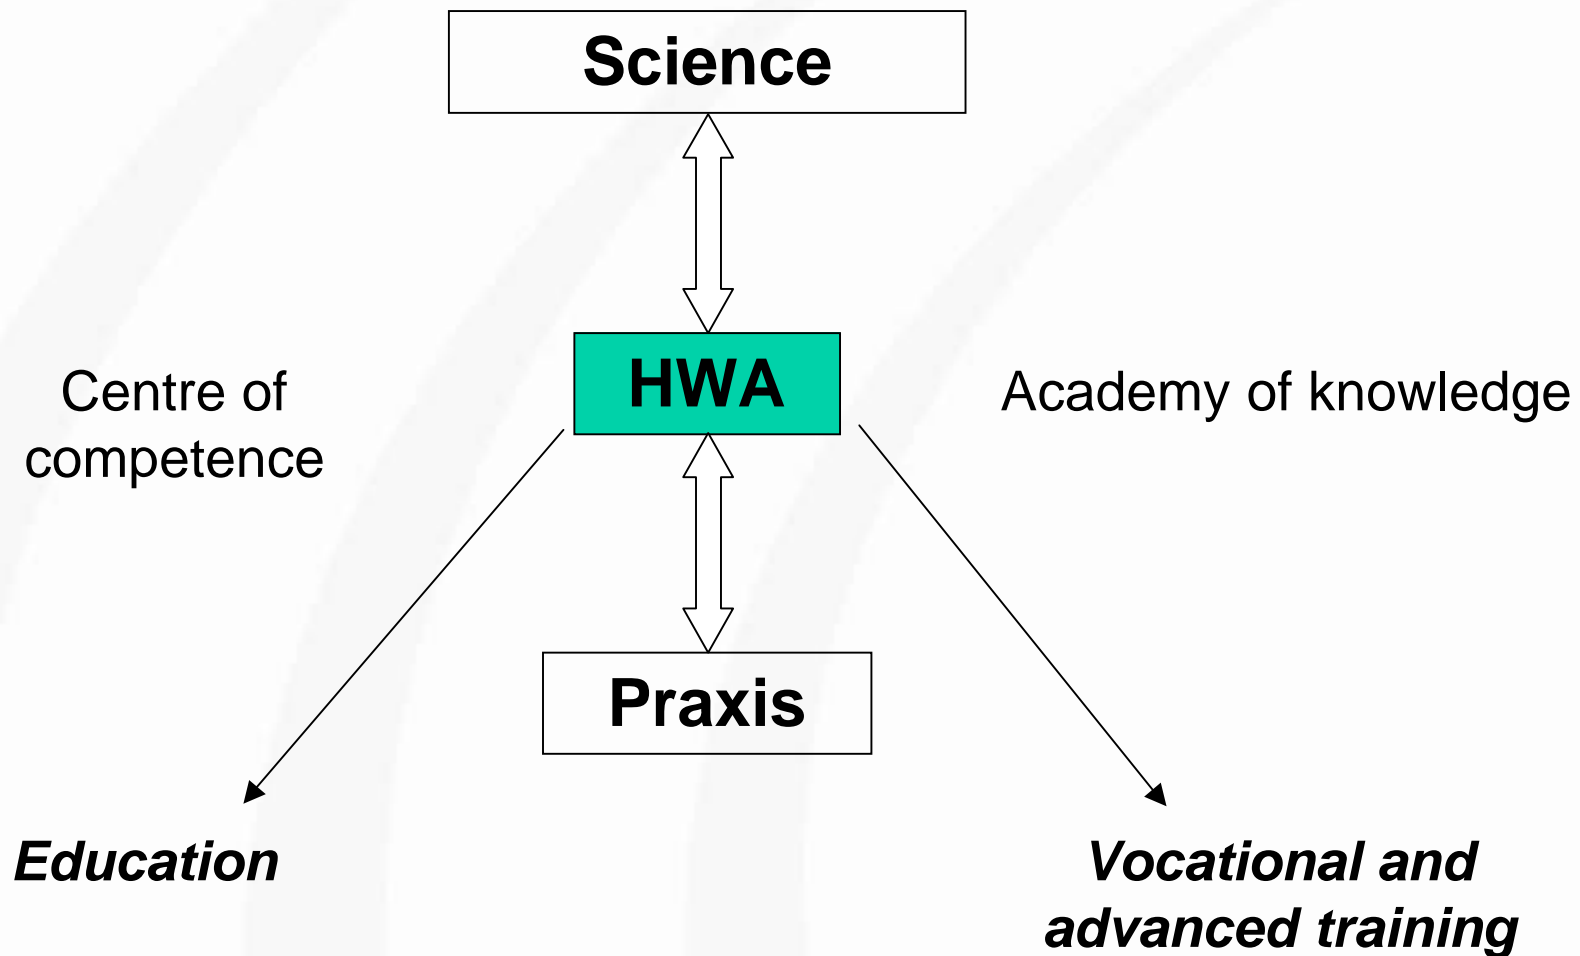 Science
HWA
Centre of
competence
Academy of knowledge
Praxis
Education
Vocational and
advanced training